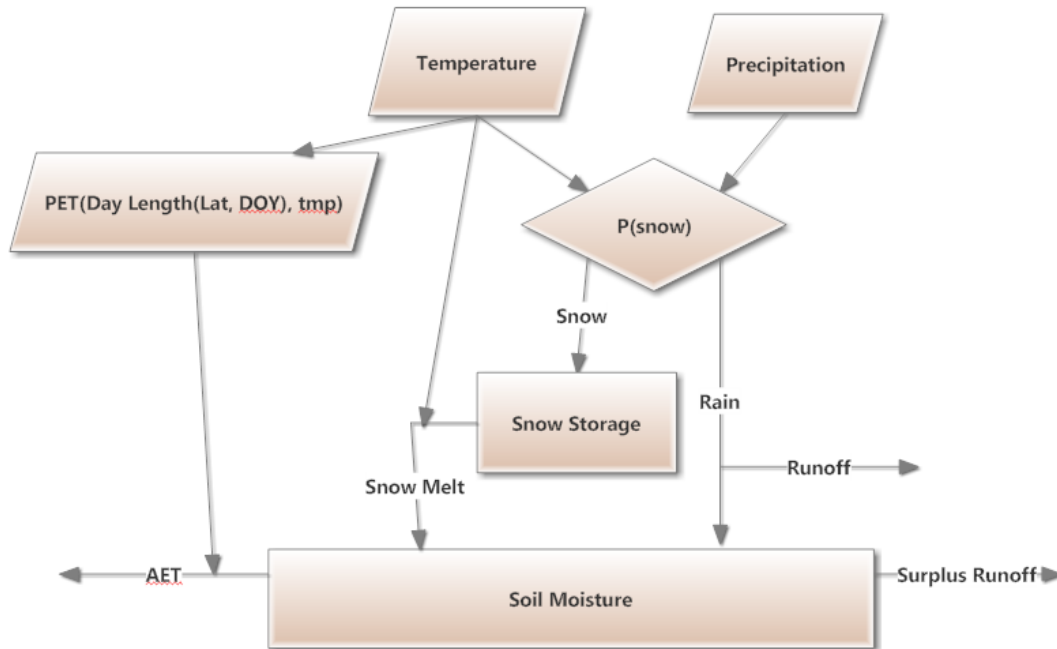 Temperature
Precipitation
PET(Day Length(Lat, DOY), tmp)
P(snow)
Snow
Snow Storage
Rain
Runoff
Snow Melt
AET
Surplus Runoff
Soil Moisture